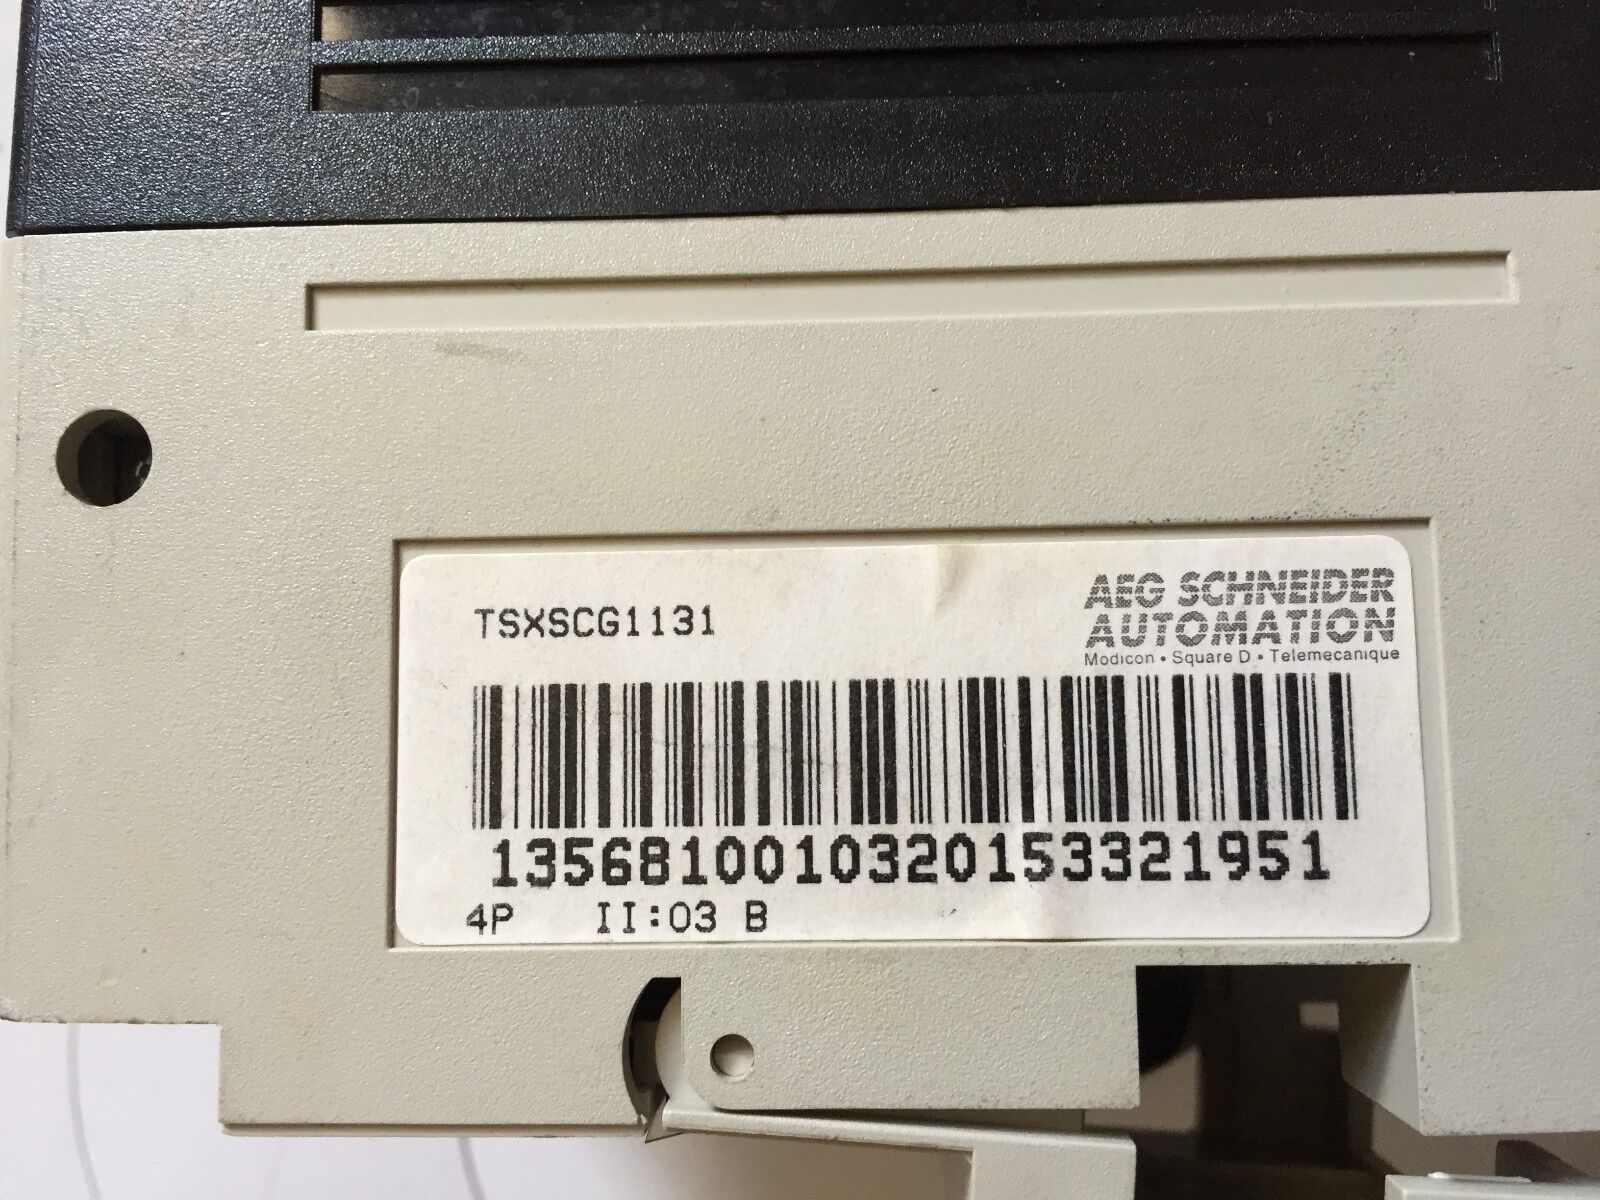 TSXSCG1131
AEG SCHNEIDER
AUTOMATION
Modicon • Square D • Telemecanique
1356810010320153321951
4P II:03 B